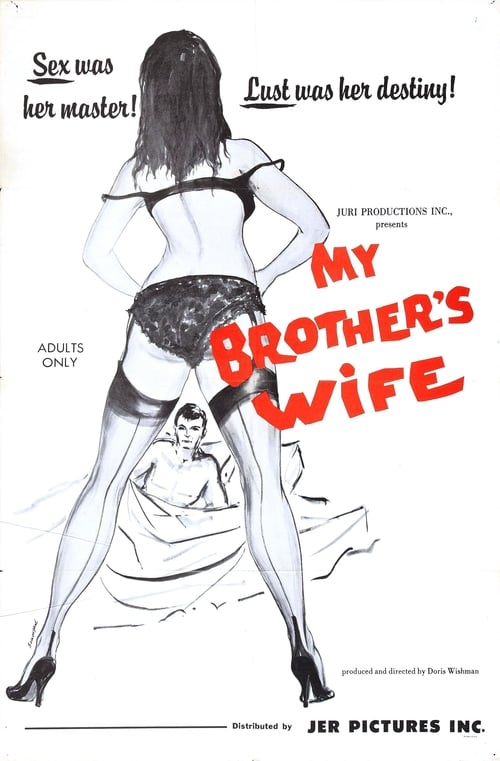 Sex was
her master!
Lust was her destiny!
JURI PRODUCTIONS INC.,
presents
MY
BROTHER'S
WIFE
ADULTS
ONLY
produced and directed by Doris Wishman
Distributed by JER PICTURES INC.